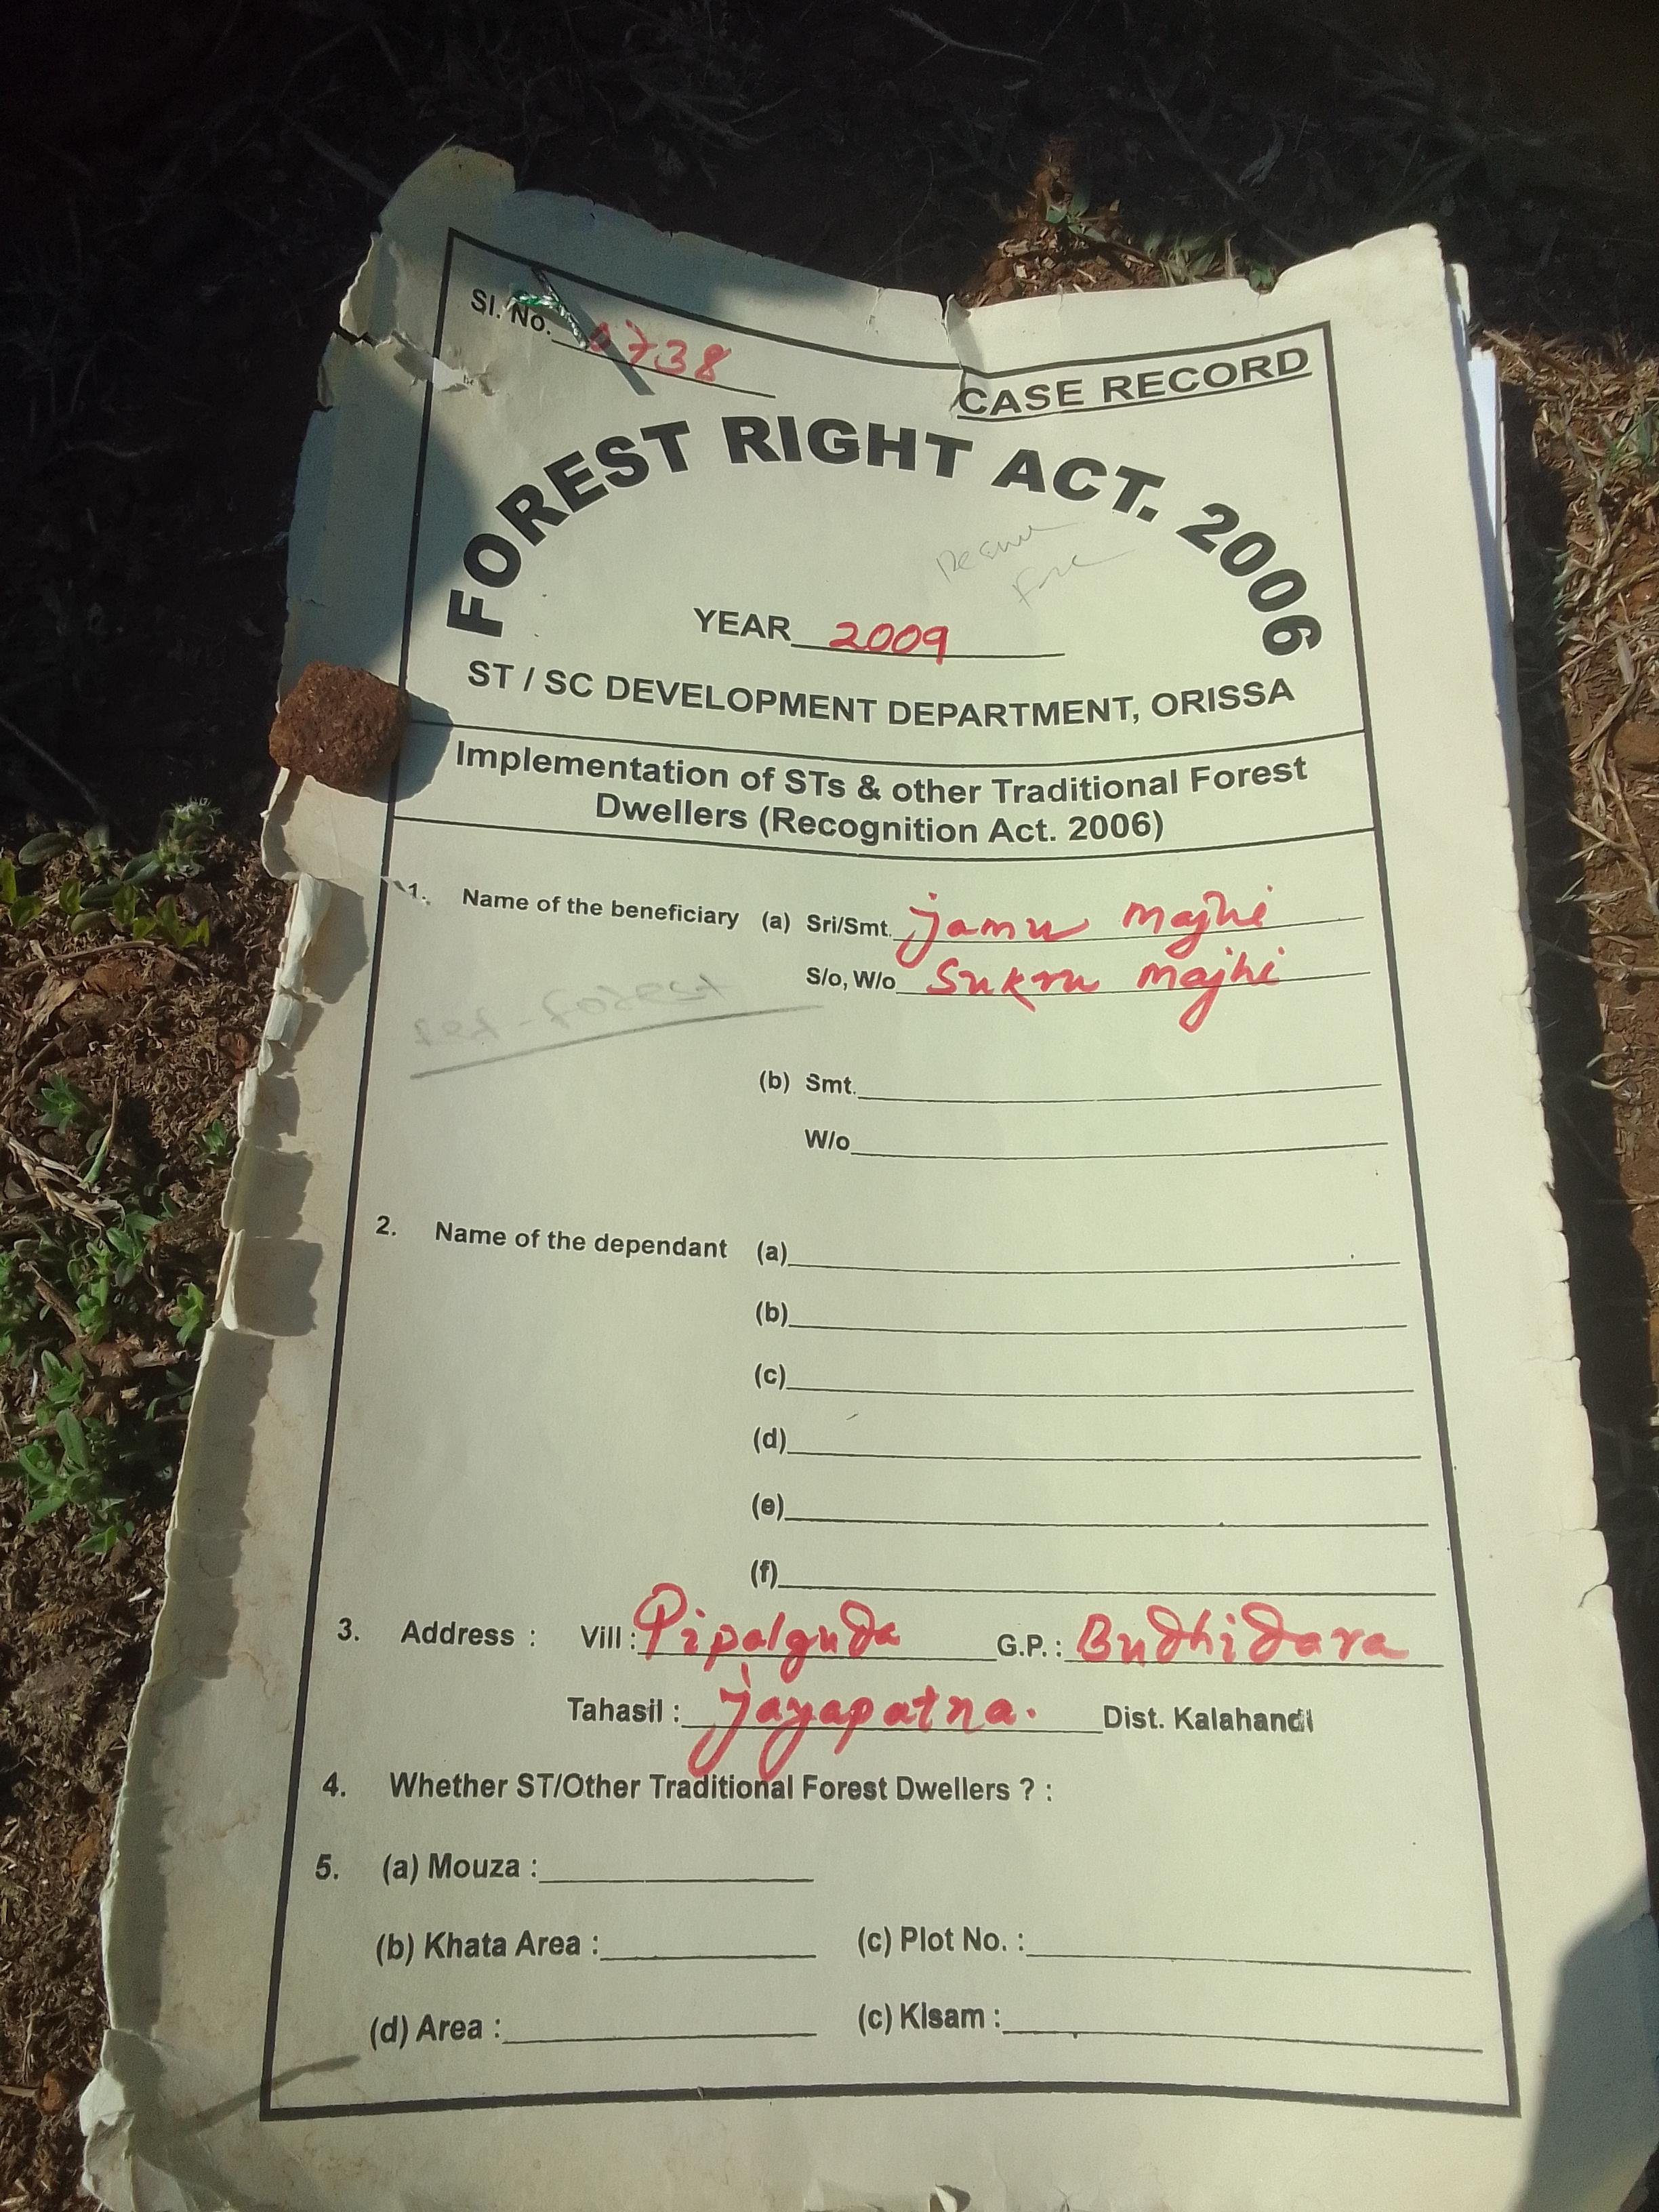 Sl. No. 0738
CASE RECORD
FOREST RIGHT ACT. 2006
YEAR 2009
ST / SC DEVELOPMENT DEPARTMENT, ORISSA
Implementation of STs & other Traditional Forest
Dwellers (Recognition Act. 2006)
1. Name of the beneficiary (a) Sri/Smt. jamu majhi
S/o, W/o Sukru majhi
(b) Smt.
W/o
2. Name of the dependant (a)
(b)
(c)
(d)
(e)
(f)
3. Address : Vill : Pipalguda G.P. : Budhidara
Tahasil : jayapatna. Dist. Kalahandi
4. Whether ST/Other Traditional Forest Dwellers ? :
5. (a) Mouza :
(b) Khata Area : (c) Plot No. :
(d) Area : (c) Kisam :